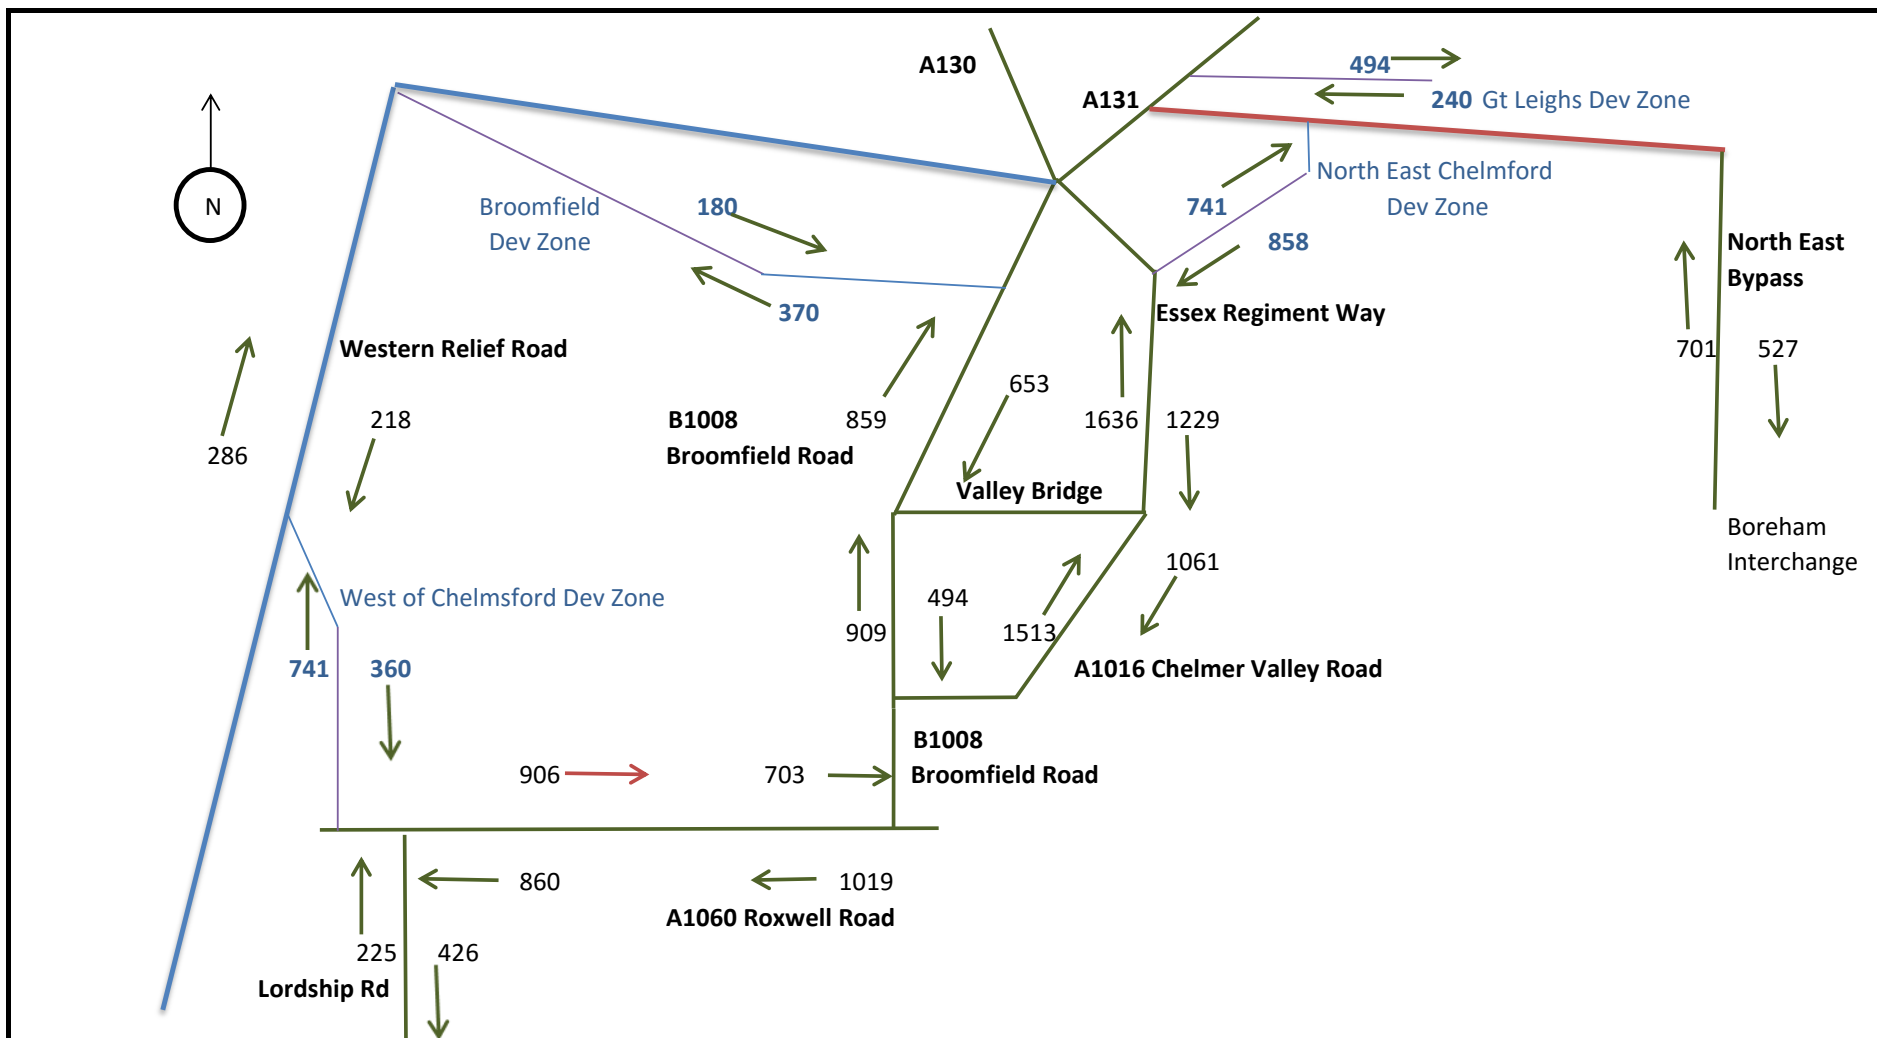 A130
494
A131
240 Gt Leighs Dev Zone
North East Chelmford
Dev Zone
N
Broomfield
Dev Zone
180
741
858
North East
Bypass
370
Essex Regiment Way
Western Relief Road
701
527
653
218
B1008
Broomfield Road
859
1636
1229
286
Valley Bridge
Boreham
Interchange
1061
West of Chelmsford Dev Zone
494
909
1513
741
360
A1016 Chelmer Valley Road
B1008
Broomfield Road
906
703
860
1019
A1060 Roxwell Road
225
426
Lordship Rd